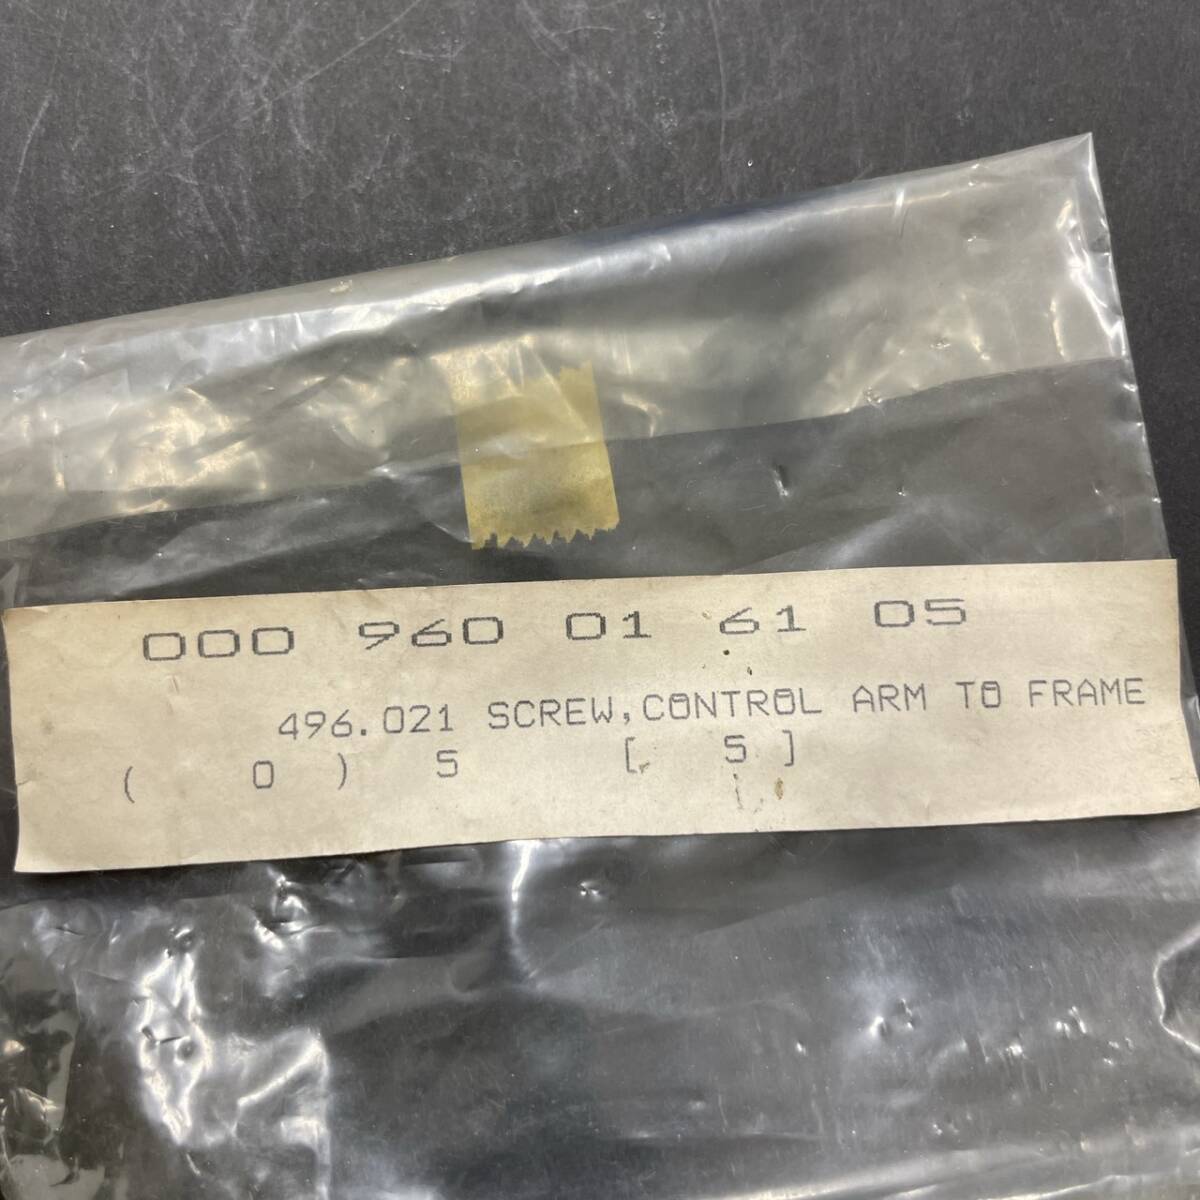 000 960 01 61 05
496.021 SCREW,CONTROL ARM TO FRAME
( 0 ) 5 [ 5 ]